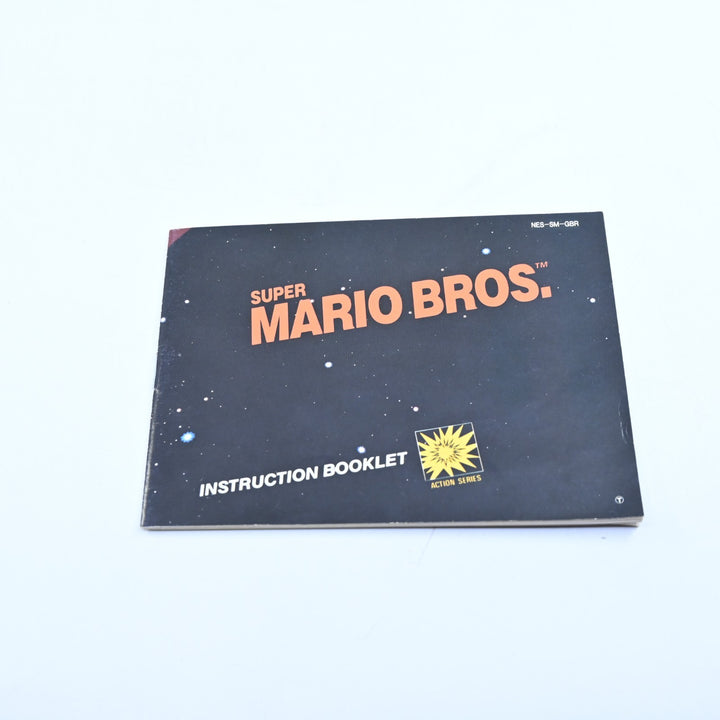 NES-SM-GBR
SUPER
MARIO BROS.™
INSTRUCTION BOOKLET
ACTION SERIES
T